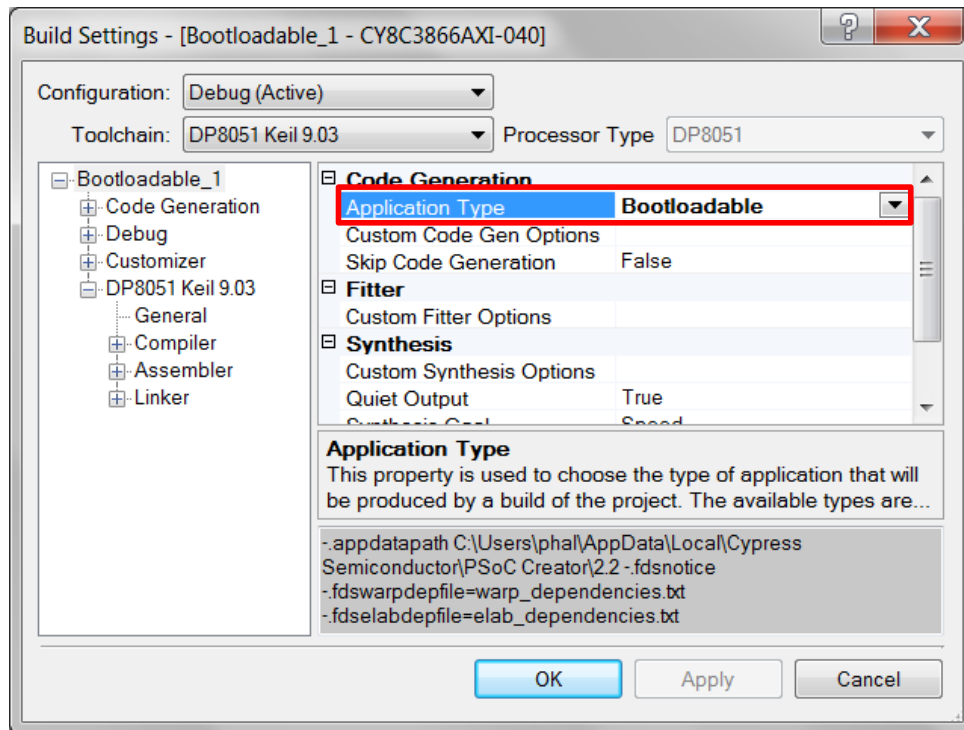 Build Settings - [Bootloadable_1 - CY8C3866AXI-040]
Configuration: Debug (Active)
Toolchain: DP8051 Keil 9.03 Processor Type DP8051
Bootloadable_1
Code Generation
Debug
Customizer
DP8051 Keil 9.03
General
Compiler
Assembler
Linker
Code Generation
Application Type Bootloadable
Custom Code Gen Options
Skip Code Generation False
Fitter
Custom Fitter Options
Synthesis
Custom Synthesis Options
Quiet Output True
Synthesis Goal Speed
Application Type
This property is used to choose the type of application that will
be produced by a build of the project. The available types are...
-.appdatapath C:\Users\phal\AppData\Local\Cypress
Semiconductor\PSoC Creator\2.2 -.fdsnotice
-.fdswarpdepfile=warp_dependencies.txt
-.fdselabdepfile=elab_dependencies.txt
OK Apply Cancel